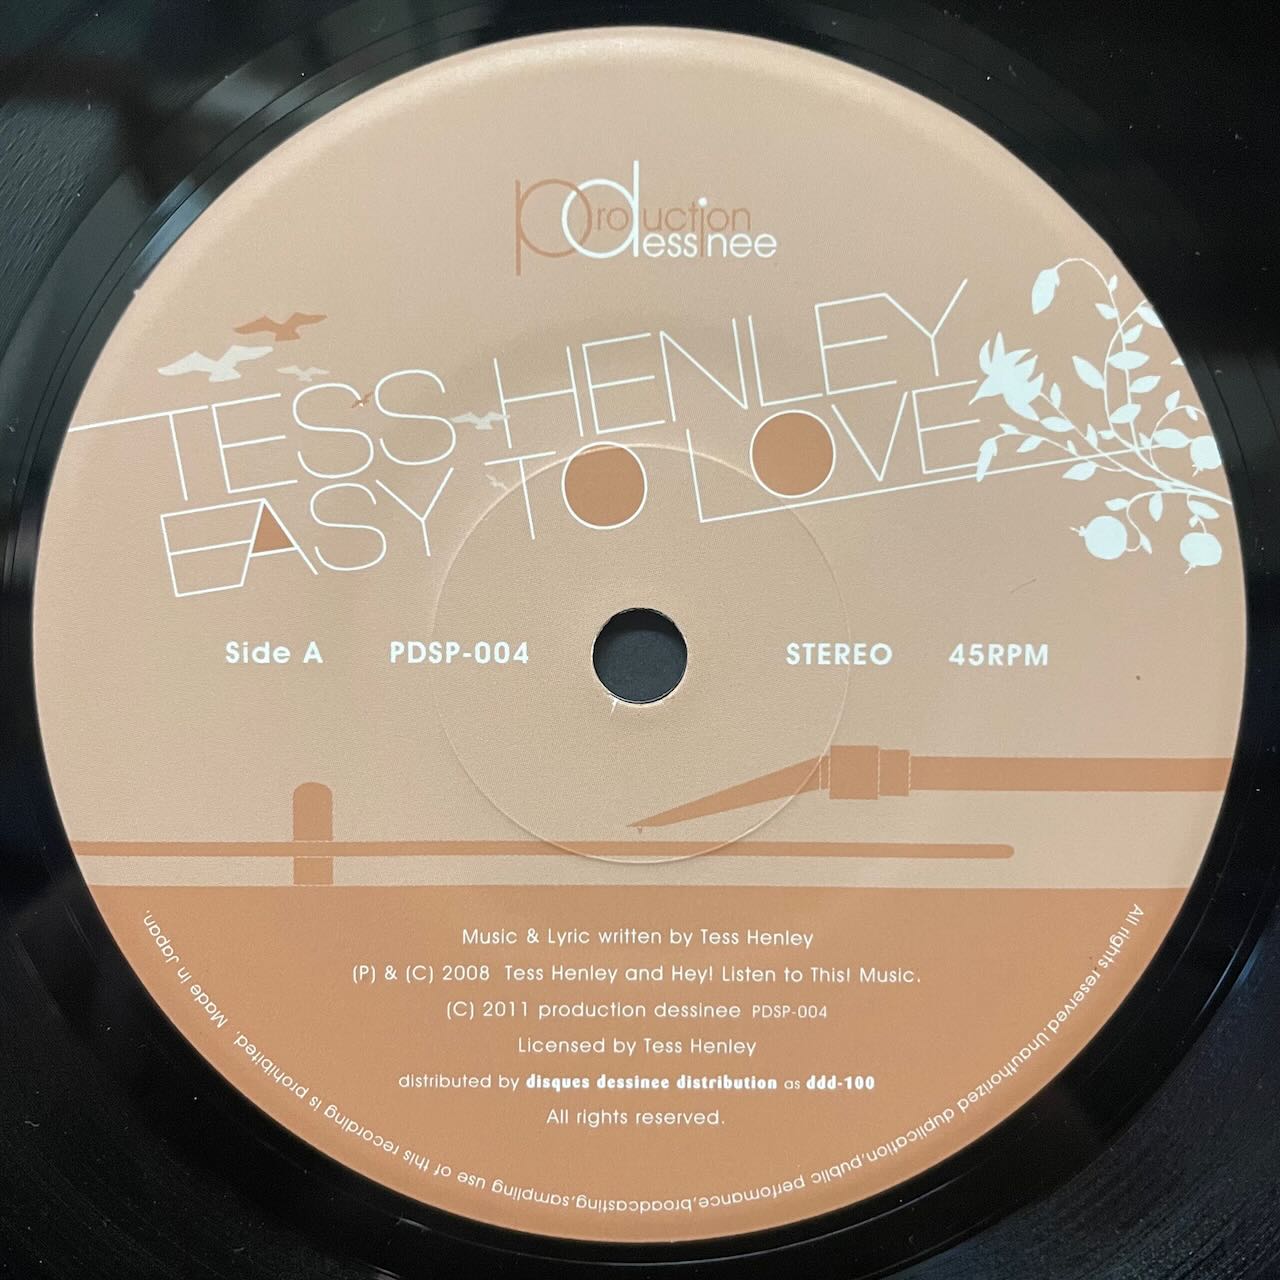 production
dessinee
TESS HENLEY
EASY TO LOVE
Side A PDSP-004 STEREO 45RPM
Music & Lyric written by Tess Henley
(P) & (C) 2008 Tess Henley and Hey! Listen to This! Music.
(C) 2011 production dessinee PDSP-004
Licensed by Tess Henley
distributed by disques dessinee distribution as ddd-100
All rights reserved.
All rights reserved.Unauthorized duplication,public perfomance,broadcasting,sampling use of this recording is prohibited. Made in Japan.